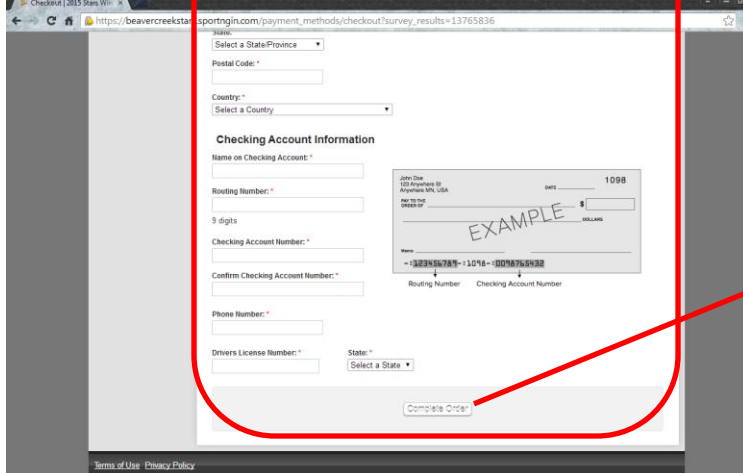 Checkout | 2015 Stars Win
https://beavercreekstars.sportngin.com/payment_methods/checkout?survey_results=13765836
State:
Select a State/Province
Postal Code: *
Country: *
Select a Country
Checking Account Information
Name on Checking Account: *
Routing Number: *
9 digits
Checking Account Number: *
Confirm Checking Account Number: *
Phone Number: *
Drivers License Number: * State: *
Select a State
John Doe
123 Anywhere St
Anywhere MN, USA
1098
DATE
PAY TO THE
ORDER OF
$
DOLLARS
EXAMPLE
Memo
-:123456789-:1098-:0098765432
Routing Number Checking Account Number
Complete Order
Terms of Use Privacy Policy